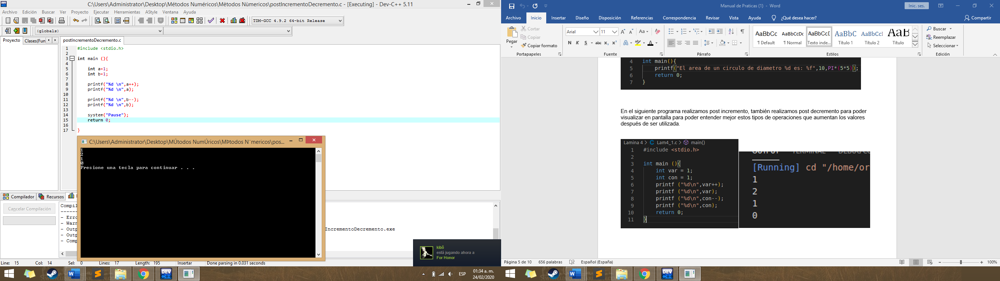 C:\Users\Administrator\Desktop\Métodos Numéricos\Mètodos Nùmericos\postIncrementoDecremento.c - [Executing] - Dev-C++ 5.11
Archivo Edición Buscar Ver Proyecto Ejecutar Herramientas AStyle Ventana Ayuda
TDM-GCC 4.9.2 64-bit Release
(globals)
Proyecto Clases(Fun
postIncrementoDecremento.c
1 #include <stdio.h>
2
3 int main (){
4
5 int a=1;
6 int b=1;
7
8 printf("%d \n",a++);
9 printf("%d \n",a);
10
11 printf("%d \n",b--);
12 printf("%d \n",b);
13
14 system("Pause");
15 return 0;
16
17 }
C:\Users\Administrator\Desktop\MÚtodos NumÚricos\MÞtodos N¨mericos\pos...
1
2
1
0
Presione una tecla para continuar . . .
Compilador Recursos
Cancelar Compilación
Compil
--------
- Erro
- Warn
- Outp IncrementoDecremento.exe
- Outp
- Comp
kibõ
está jugando ahora a
For Honor
Line: 15 Col: 14 Sel: 0 Lines: 17 Length: 195 Insertar Done parsing in 0.031 seconds
W DEV C++ ESP 01:34 a. m.
24/02/2020
Manual de Praticas (1) - Word
Inic. ses.
Archivo Inicio Insertar Diseño Disposición Referencias Correspondencia Revisar Vista Ayuda ¿Qué desea hacer? Compartir
Pegar
Cortar
Copiar
Copiar formato
Portapapeles
Arial 11 A A Aa
N K S abc x₂ x² A A
Fuente
Párrafo
AaBbCc AaBbCcDc AaBbCcD AaBbC AaBbCcI AaB
¶ Default ¶ Normal Texto inde... Título 1 Título 2 Título
Estilos
Buscar
Reemplazar
Seleccionar
Edición
4 int main(){
5 printf("El area de un circulo de diametro %d es: %f",10,PI*(5*5));
6 return 0;
7 }
En el siguiente programa realizamos post incremento, también realizamos post decremento para poder
visualizar en pantalla para poder entender mejor estos tipos de operaciones que aumentan los valores
después de ser utilizada.
Lamina 4 > C Lam4_1.c > main()
1 #include <stdio.h>
2
3 int main (){
4 int var = 1;
5 int con = 1;
6 printf ("%d\n",var++);
7 printf ("%d\n",var);
8 printf ("%d\n",con--);
9 printf ("%d\n",con);
10 return 0;
11 }
OUTPUT TERMINAL DEBUG CO
[Running] cd "/home/or
1
2
1
0
Página 5 de 10 656 palabras Español (España) 100%
W DEV C++